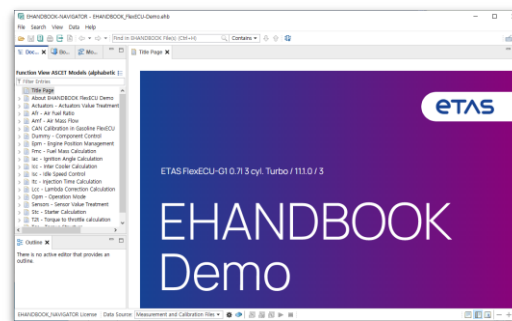 EHANDBOOK-NAVIGATOR - EHANDBOOK_FlexECU-Demo.ehb
File Search View Data Help
Find in EHANDBOOK File(s) (Ctrl+H) Contains
Doc... Go... Mo...
Title Page
Function View ASCET Models (alphabetic
Filter Entries
Title Page
About EHANDBOOK FlexECU Demo
Actuators - Actuators Value Treatment
Afr - Air Fuel Ratio
Amf - Air Mass Flow
CAN Calibration in Gasoline FlexECU
Dummy - Component Control
Epm - Engine Position Management
Fmc - Fuel Mass Calculation
Iac - Ignition Angle Calculation
Icc - Inter Cooler Calculation
Isc - Idle Speed Control
Itc - Injection Time Calculation
Lcc - Lambda Correction Calculation
Opm - Operation Mode
Sensors - Sensor Value Treatment
Stc - Starter Calculation
T2t - Torque to throttle calculation
Outline
There is no active editor that provides an
outline.
ETAS
ETAS FlexECU-G1 0.7l 3 cyl. Turbo / 11.1.0 / 3
EHANDBOOK
Demo
EHANDBOOK_NAVIGATOR License Data Source: Measurement and Calibration Files